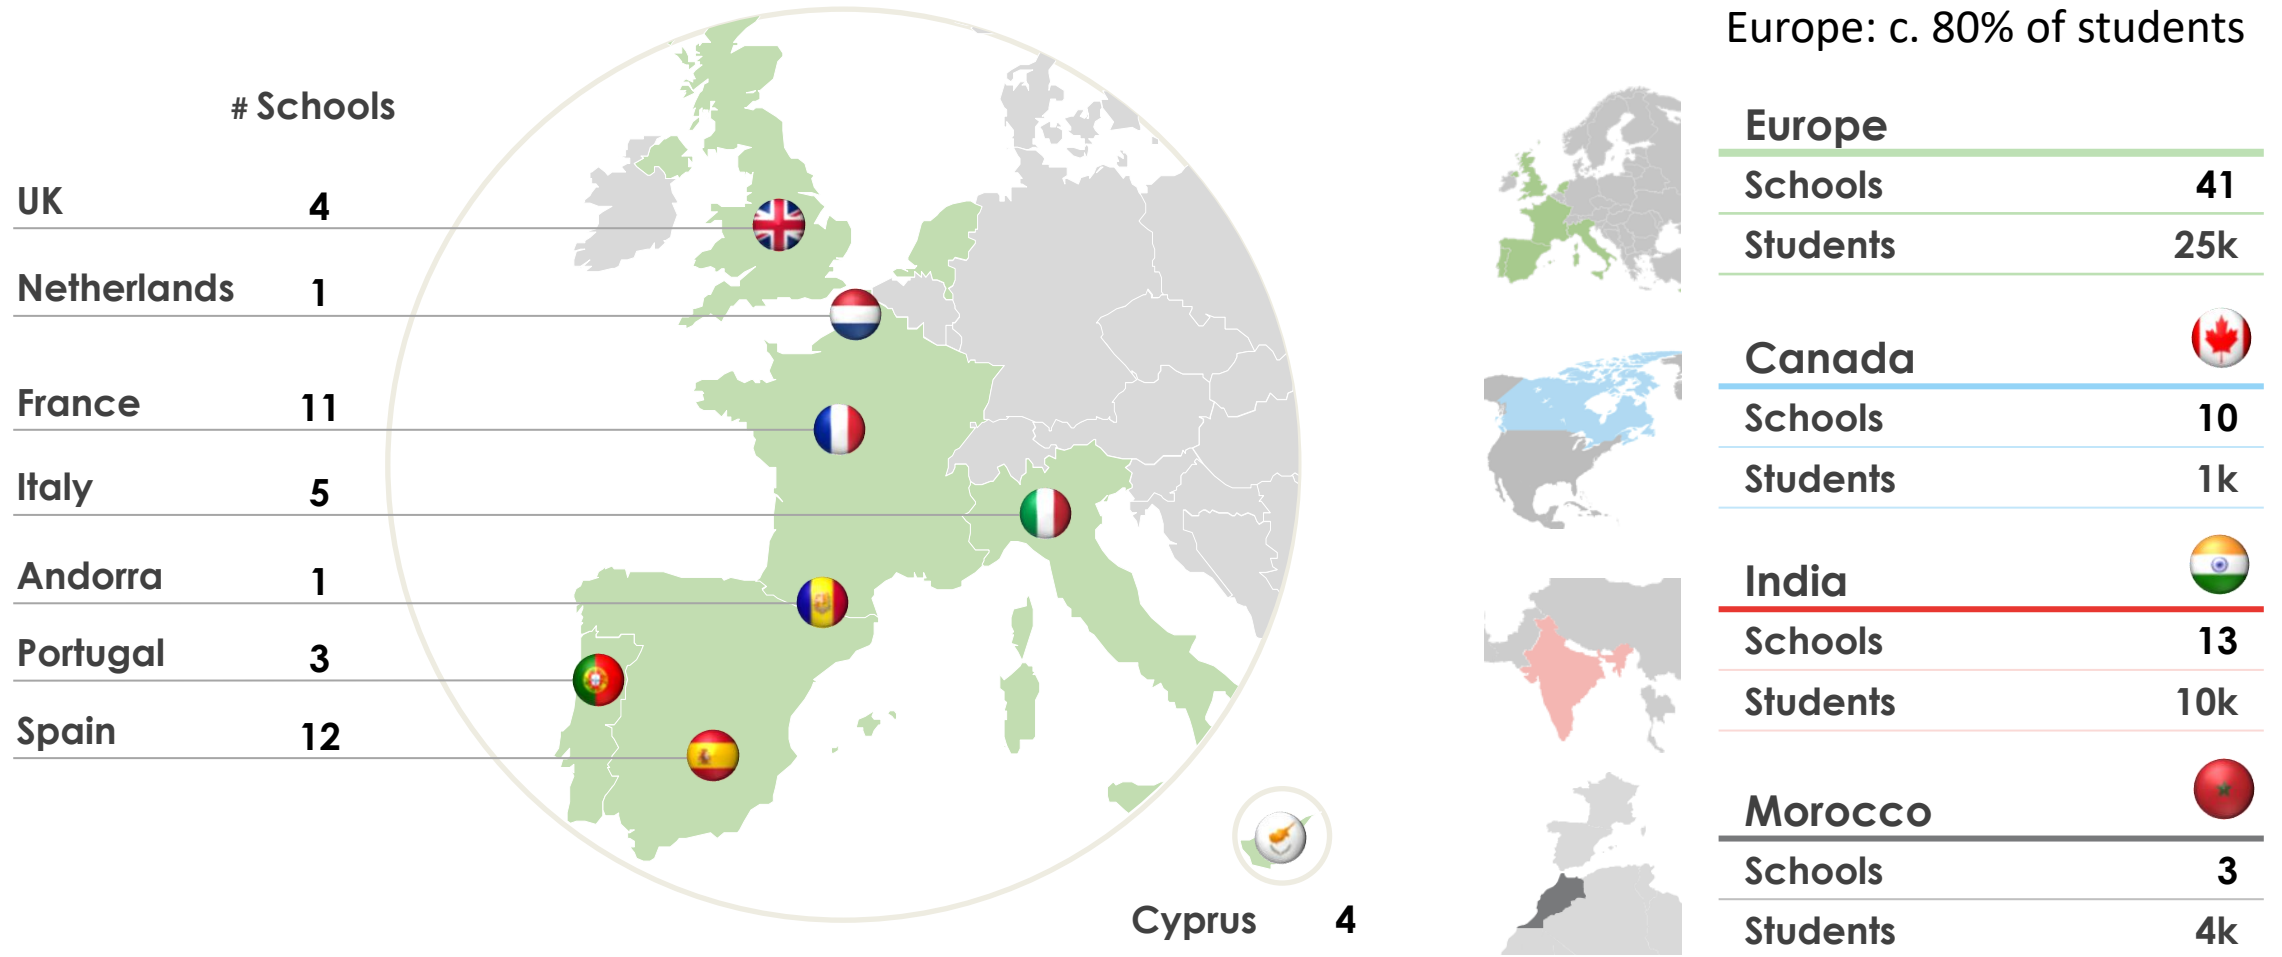 Europe: c. 80% of students
# Schools
UK 4
Netherlands 1
France 11
Italy 5
Andorra 1
Portugal 3
Spain 12
Cyprus 4
Europe
Schools 41
Students 25k
Canada
Schools 10
Students 1k
India
Schools 13
Students 10k
Morocco
Schools 3
Students 4k